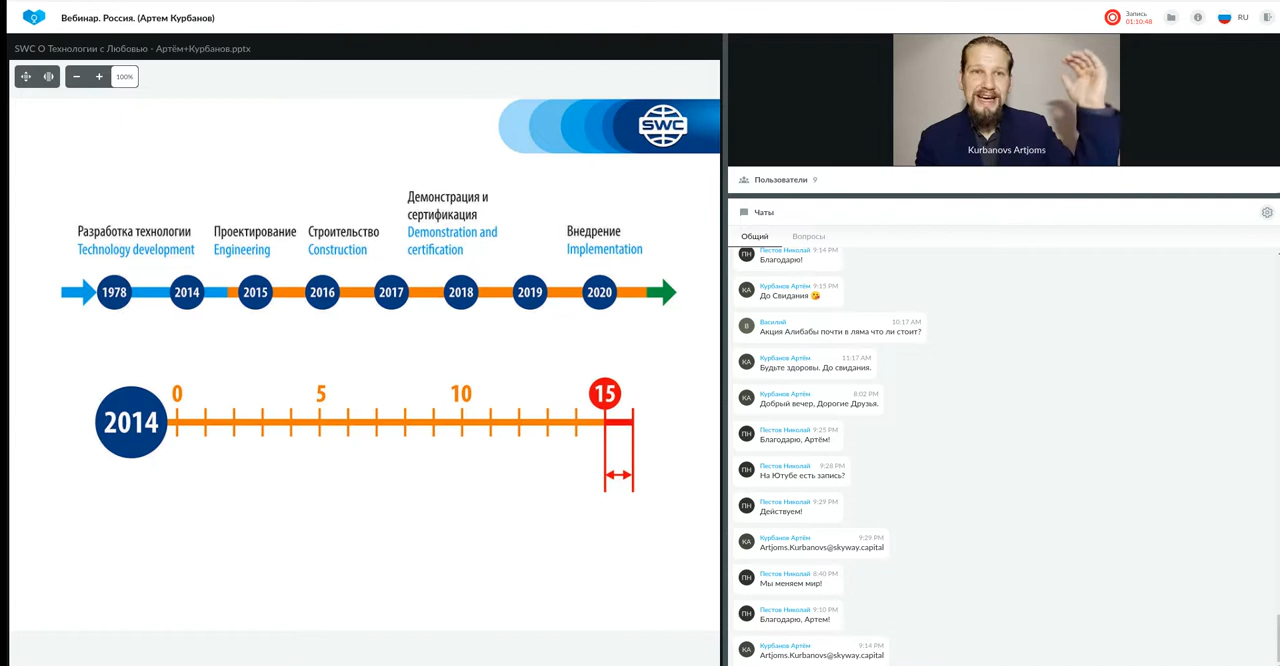 Вебинар. Россия. (Артем Курбанов)
Запись
01:10:48
RU
SWC О Технологии с Любовью - Артём+Курбанов.pptx
100%
SWC
Разработка технологии
Technology development
Проектирование
Engineering
Строительство
Construction
Демонстрация и
сертификация
Demonstration and
certification
Внедрение
Implementation
1978
2014
2015
2016
2017
2018
2019
2020
2014
0
5
10
15
Kurbanovs Artjoms
Пользователи 9
Чаты
Общий
Вопросы
ПН
Пестов Николай 9:14 PM
Благодарю!
КА
Курбанов Артём 9:15 PM
До Свидания 😘
В
Василий 10:17 AM
Акция Алибабы почти в ляма что ли стоит?
КА
Курбанов Артём 11:17 AM
Будьте здоровы. До свидания.
КА
Курбанов Артём 8:02 PM
Добрый вечер, Дорогие Друзья.
ПН
Пестов Николай 9:25 PM
Благодарю, Артём!
ПН
Пестов Николай 9:28 PM
На Ютубе есть запись?
ПН
Пестов Николай 9:29 PM
Действуем!
КА
Курбанов Артём 9:29 PM
Artjoms.Kurbanovs@skyway.capital
ПН
Пестов Николай 8:40 PM
Мы меняем мир!
ПН
Пестов Николай 9:10 PM
Благодарю, Артем!
КА
Курбанов Артём 9:14 PM
Artjoms.Kurbanovs@skyway.capital